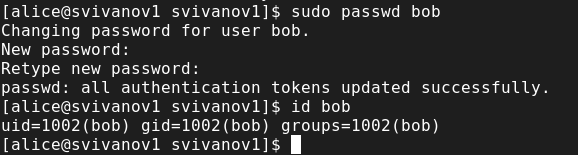 [alice@svivanov1 svivanov1]$ sudo passwd bob
Changing password for user bob.
New password:
Retype new password:
passwd: all authentication tokens updated successfully.
[alice@svivanov1 svivanov1]$ id bob
uid=1002(bob) gid=1002(bob) groups=1002(bob)
[alice@svivanov1 svivanov1]$